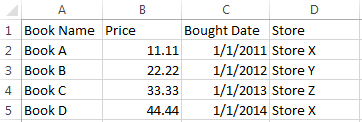 A B C D
1 Book Name Price Bought Date Store
2 Book A 11.11 1/1/2011 Store X
3 Book B 22.22 1/1/2012 Store Y
4 Book C 33.33 1/1/2013 Store Z
5 Book D 44.44 1/1/2014 Store X